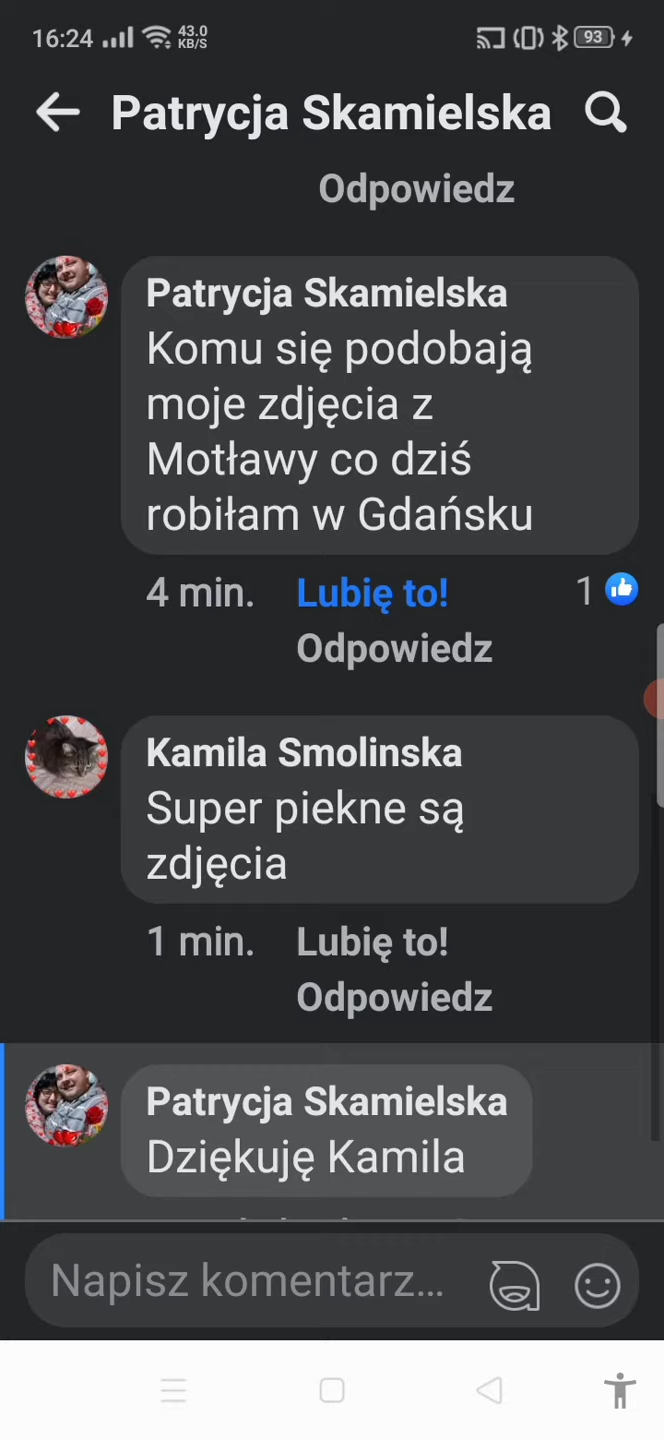 16:24 43.0 KB/S 93
Patrycja Skamielska
Odpowiedz
Patrycja Skamielska
Komu się podobają
moje zdjęcia z
Motławy co dziś
robiłam w Gdańsku
4 min. Lubię to! 1
Odpowiedz
Kamila Smolinska
Super piekne są
zdjęcia
1 min. Lubię to!
Odpowiedz
Patrycja Skamielska
Dziękuję Kamila
Napisz komentarz...